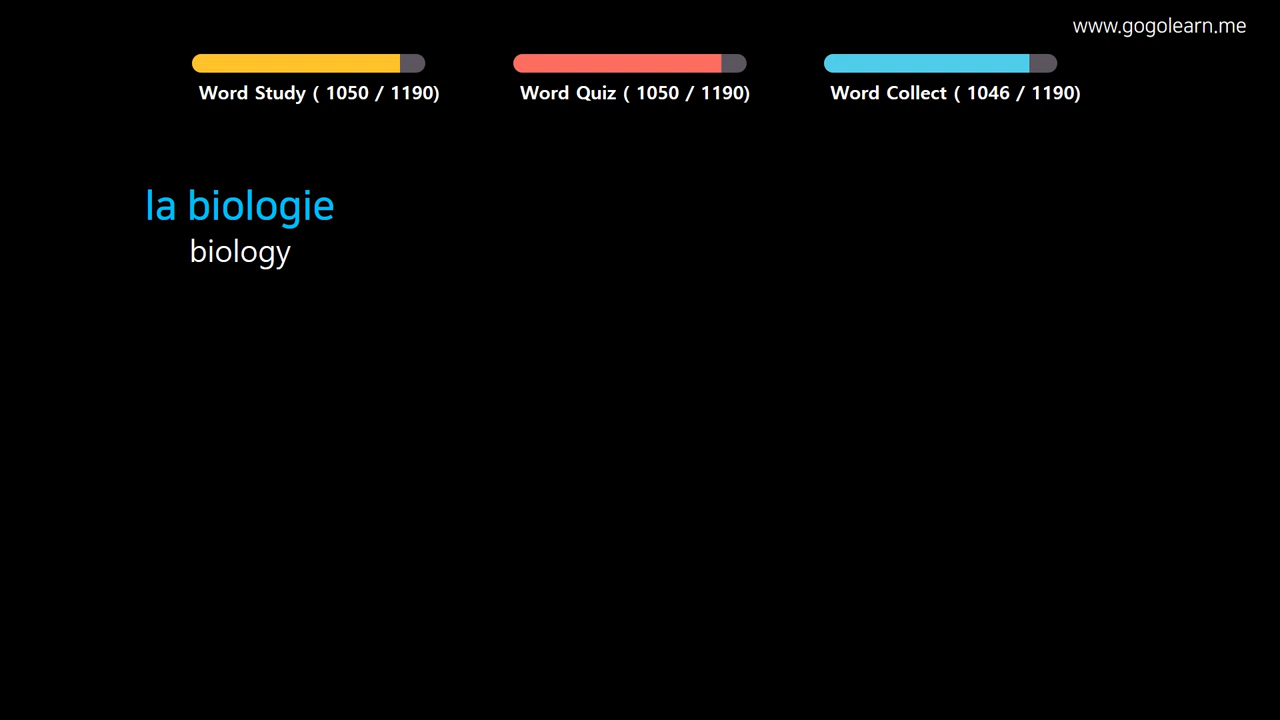 www.gogolearn.me
Word Study ( 1050 / 1190)
Word Quiz ( 1050 / 1190)
Word Collect ( 1046 / 1190)
la biologie
biology